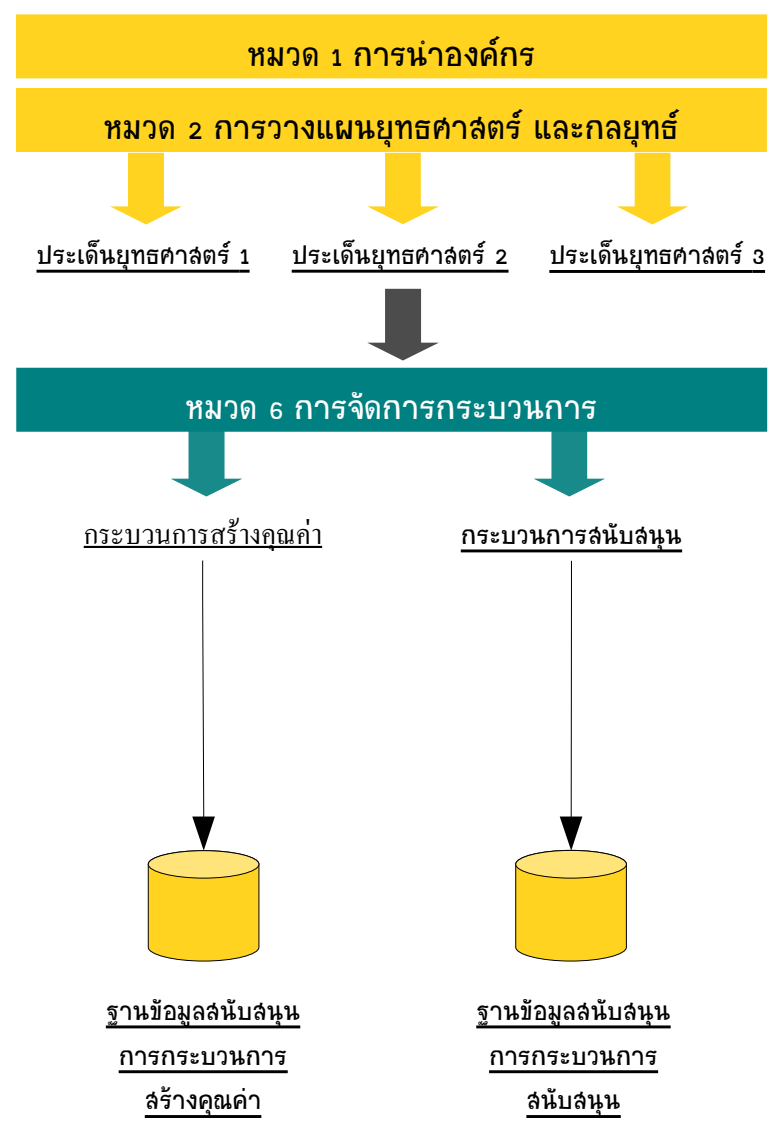 หมวด 1 การนำองค์กร
หมวด 2 การวางแผนยุทธศาสตร์ และกลยุทธ์
ประเด็นยุทธศาสตร์ 1
ประเด็นยุทธศาสตร์ 2
ประเด็นยุทธศาสตร์ 3
หมวด 6 การจัดการกระบวนการ
กระบวนการสร้างคุณค่า
กระบวนการสนับสนุน
ฐานข้อมูลสนับสนุน
การกระบวนการ
สร้างคุณค่า
ฐานข้อมูลสนับสนุน
การกระบวนการ
สนับสนุน